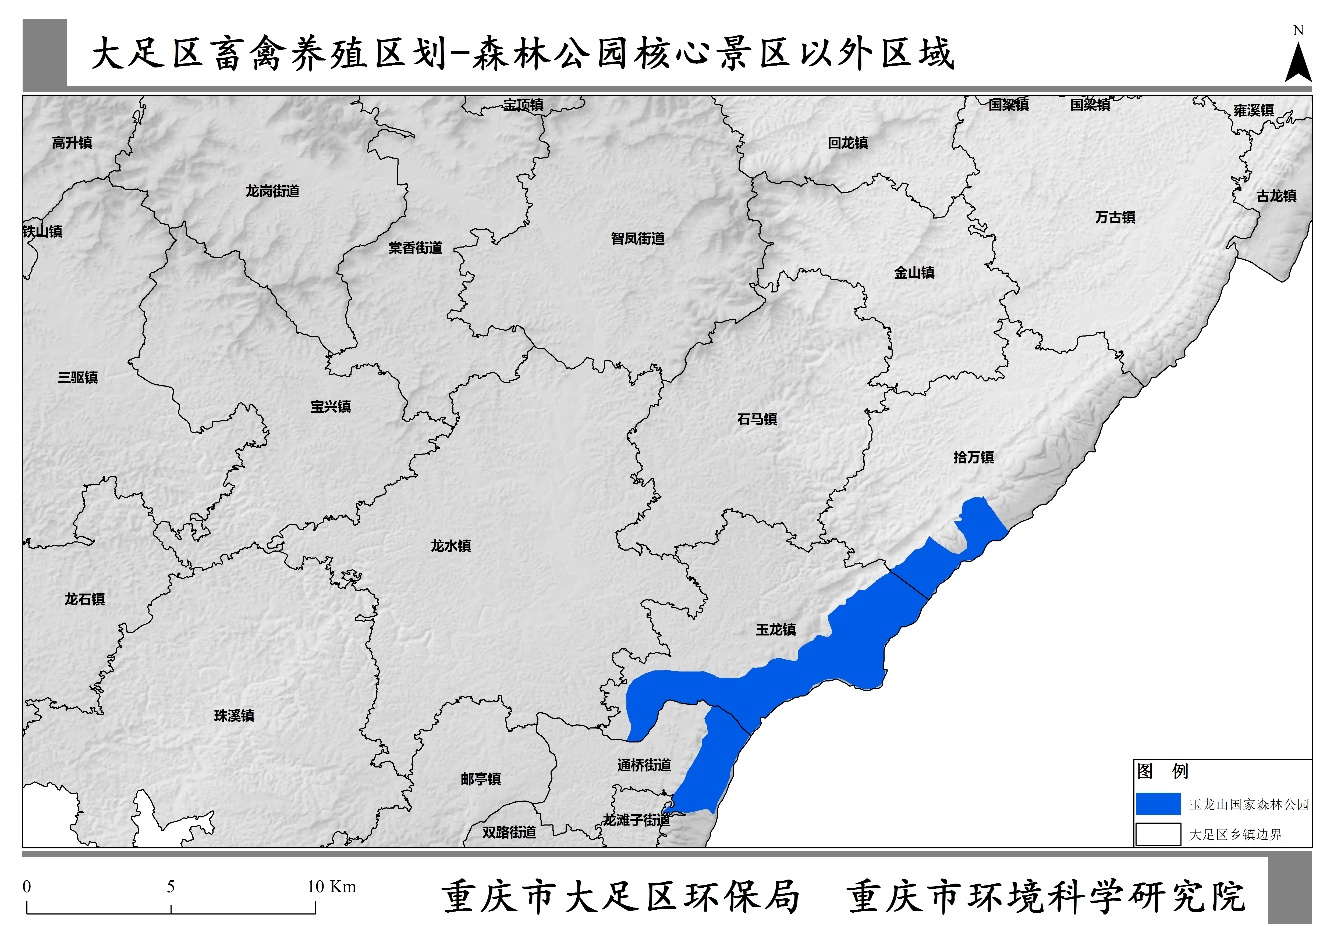 大足区畜禽养殖区划-森林公园核心景区以外区域
N
宝顶镇
国梁镇
国梁镇
雍溪镇
高升镇
回龙镇
龙岗街道
古龙镇
万古镇
铁山镇
智凤街道
棠香街道
金山镇
三驱镇
宝兴镇
石马镇
拾万镇
龙水镇
龙石镇
玉龙镇
珠溪镇
通桥街道
邮亭镇
龙滩子街道
双路街道
图 例
玉龙山国家森林公园
大足区乡镇边界
0 5 10 Km
重庆市大足区环保局 重庆市环境科学研究院